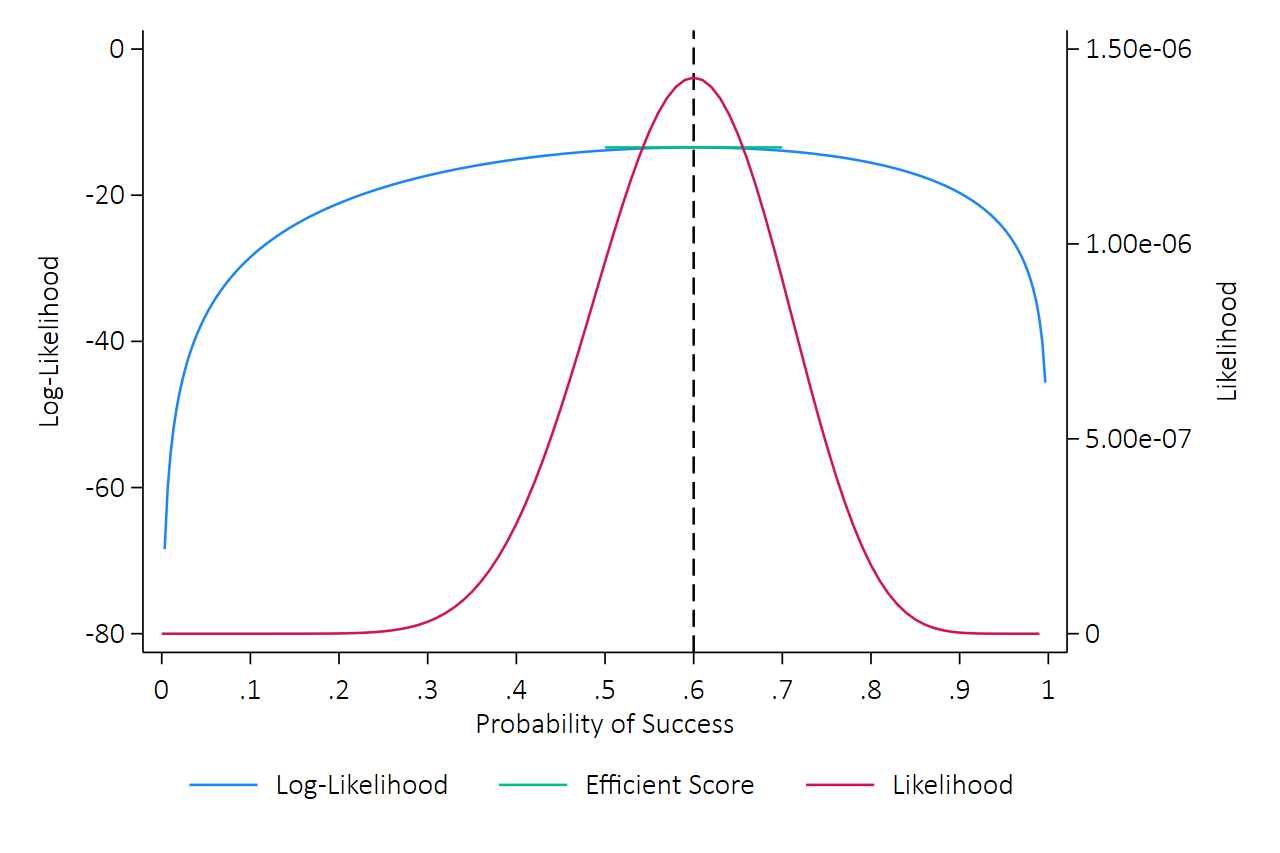 0
-20
-40
-60
-80
Log-Likelihood
1.50e-06
1.00e-06
5.00e-07
0
Likelihood
0 .1 .2 .3 .4 .5 .6 .7 .8 .9 1
Probability of Success
Log-Likelihood Efficient Score Likelihood